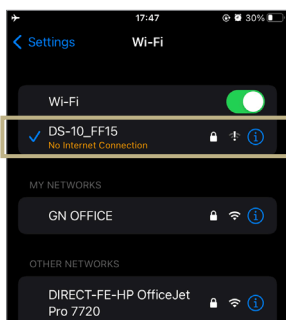 17:47
30%
Settings
Wi-Fi
Wi-Fi
DS-10_FF15
No Internet Connection
MY NETWORKS
GN OFFICE
OTHER NETWORKS
DIRECT-FE-HP OfficeJet
Pro 7720